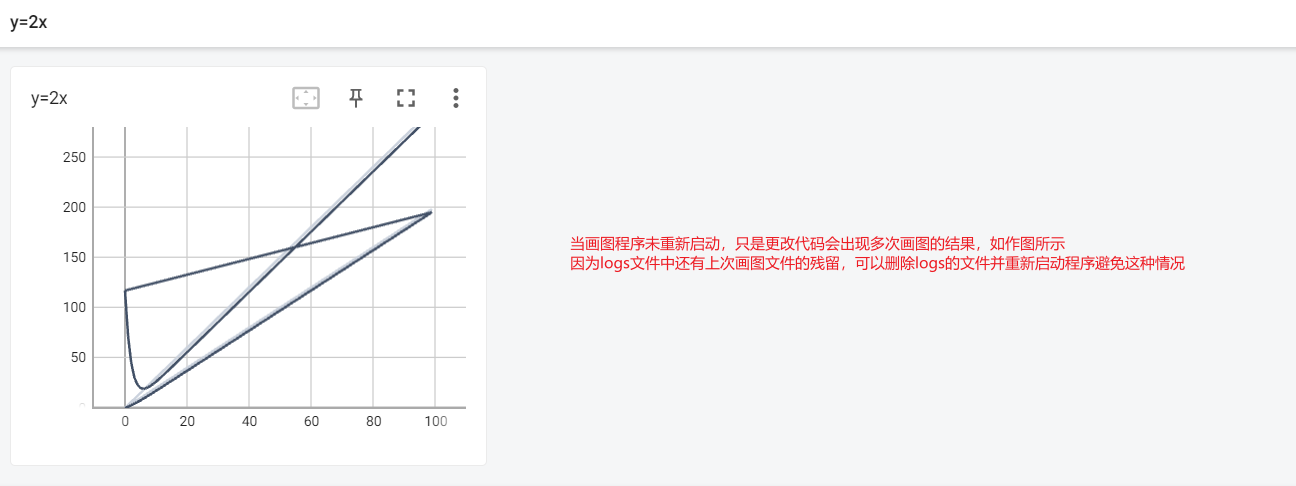 y=2x
y=2x
250
200
150
100
50
0
0 20 40 60 80 100
当画图程序未重新启动，只是更改代码会出现多次画图的结果，如作图所示
因为logs文件中还有上次画图文件的残留，可以删除logs的文件并重新启动程序避免这种情况